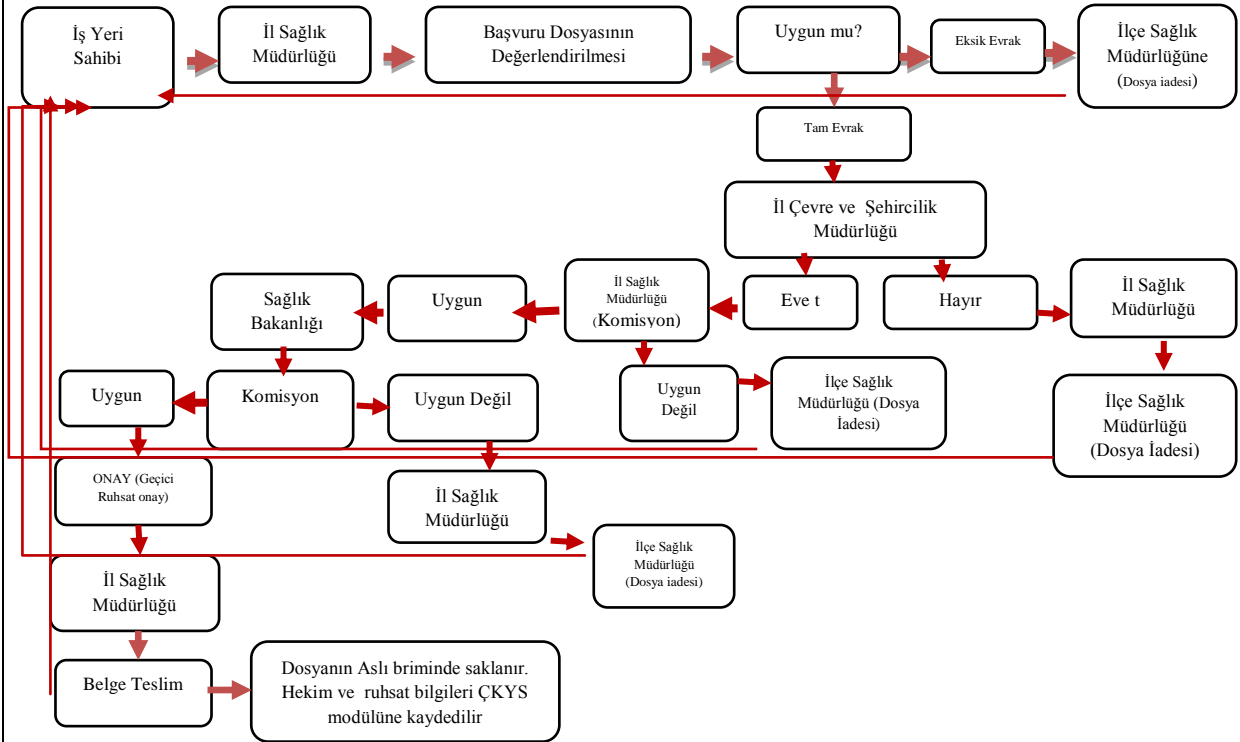 İş Yeri
Sahibi
İl Sağlık
Müdürlüğü
Başvuru Dosyasının
Değerlendirilmesi
Uygun mu?
Eksik Evrak
İlçe Sağlık
Müdürlüğüne
(Dosya iadesi)
Tam Evrak
İl Çevre ve Şehircilik
Müdürlüğü
Sağlık
Bakanlığı
Uygun
İl Sağlık
Müdürlüğü
(Komisyon)
Eve t
Hayır
İl Sağlık
Müdürlüğü
Uygun
Komisyon
Uygun Değil
Uygun
Değil
İlçe Sağlık
Müdürlüğü (Dosya
İadesi)
İlçe Sağlık
Müdürlüğü
(Dosya İadesi)
ONAY (Geçici
Ruhsat onay)
İl Sağlık
Müdürlüğü
İlçe Sağlık
Müdürlüğü
(Dosya iadesi)
İl Sağlık
Müdürlüğü
Belge Teslim
Dosyanın Aslı briminde saklanır.
Hekim ve ruhsat bilgileri ÇKYS
modülüne kaydedilir